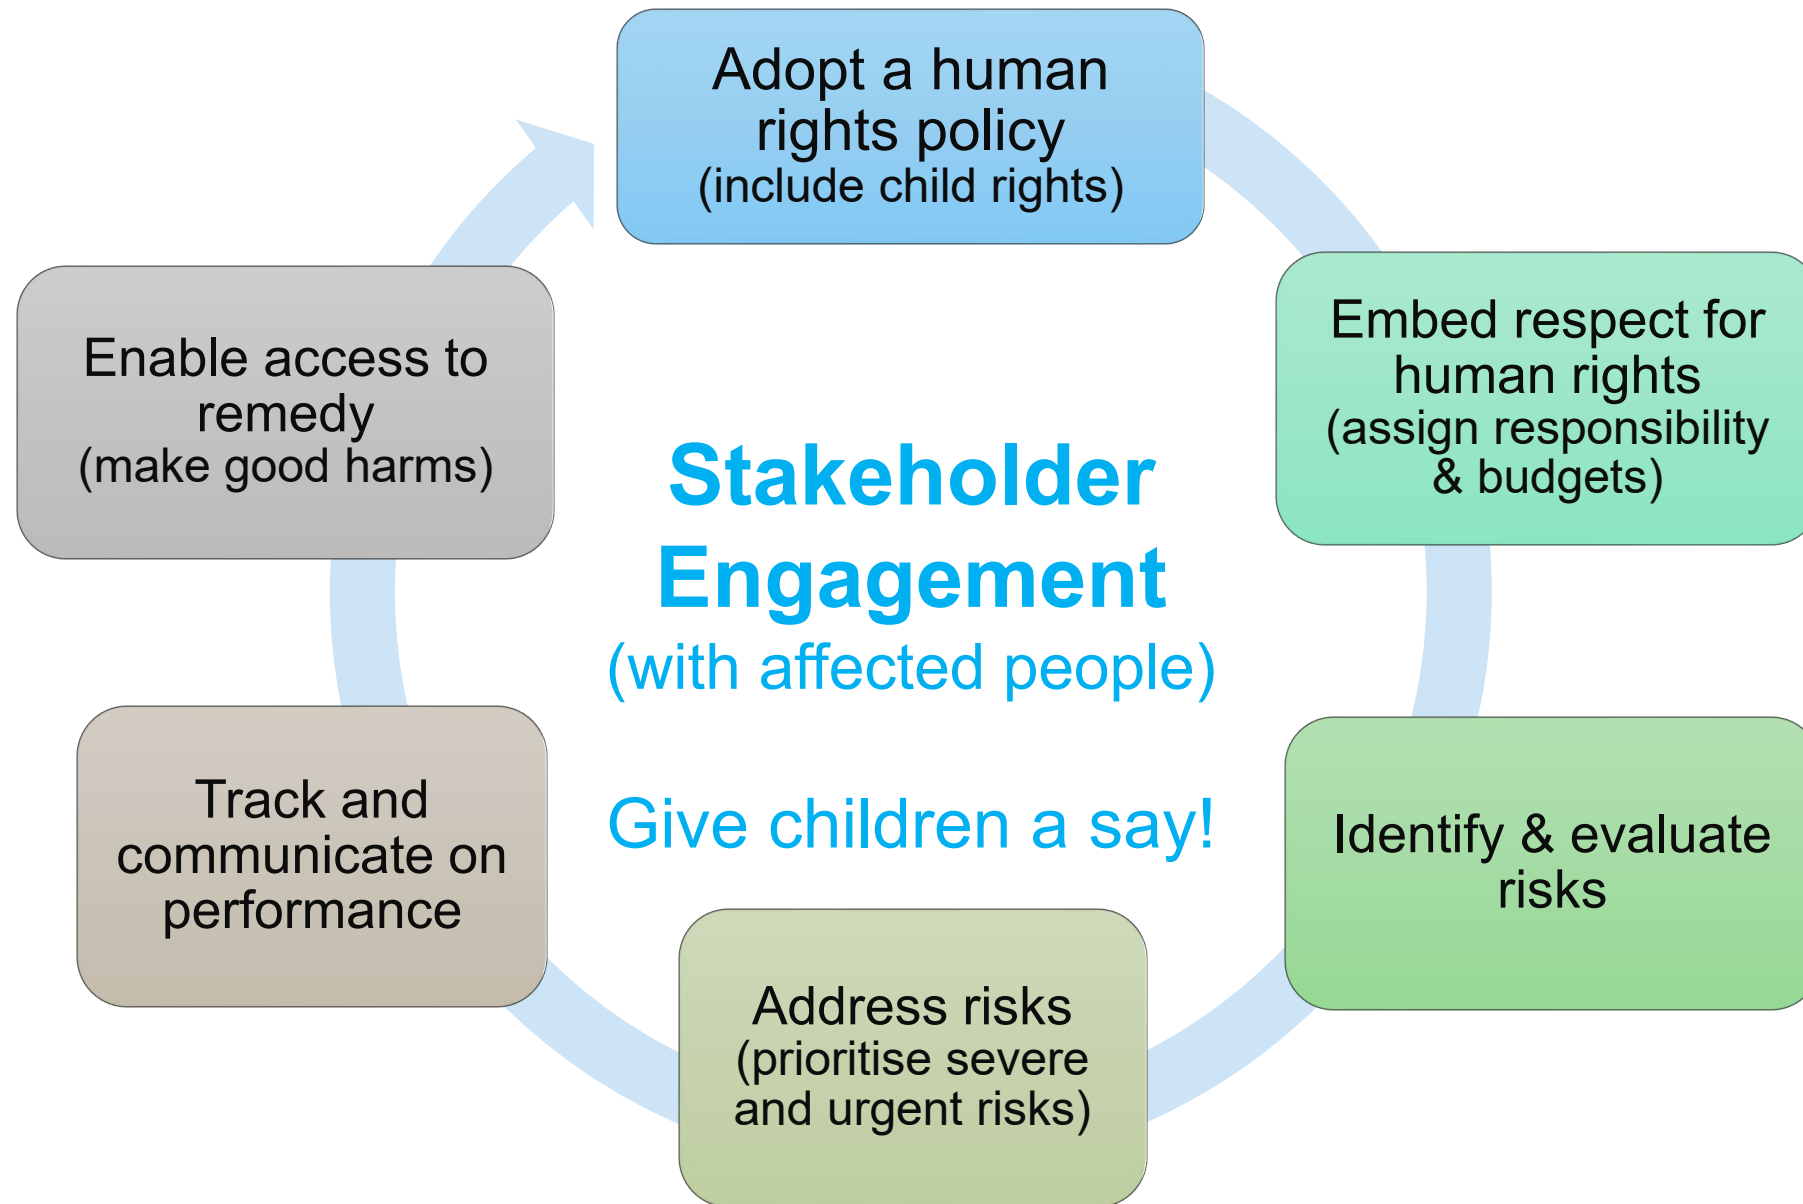 Adopt a human
rights policy
(include child rights)
Embed respect for
human rights
(assign responsibility
& budgets)
Identify & evaluate
risks
Address risks
(prioritise severe
and urgent risks)
Track and
communicate on
performance
Enable access to
remedy
(make good harms)
Stakeholder
Engagement
(with affected people)
Give children a say!